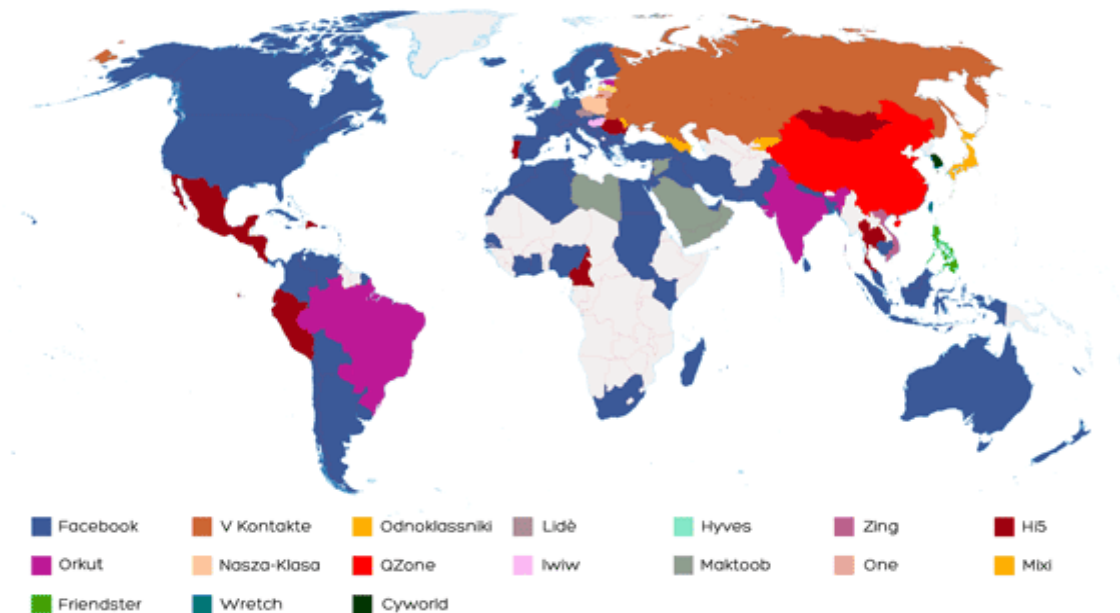 Facebook V Kontakte Odnoklassniki Lidè Hyves Zing Hi5
Orkut Nasza-Klasa QZone Iwiw Maktoob One Mixi
Friendster Wretch Cyworld